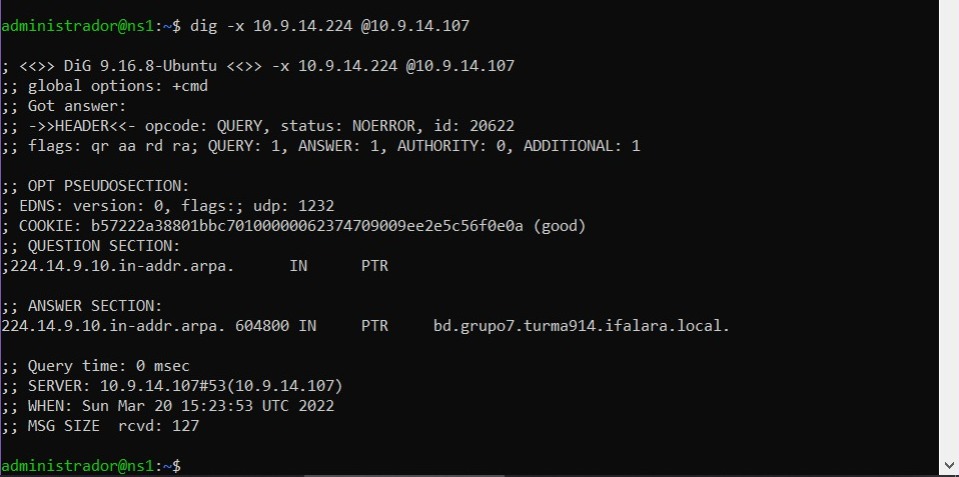 administrador@ns1:~$ dig -x 10.9.14.224 @10.9.14.107
; <<>> DiG 9.16.8-Ubuntu <<>> -x 10.9.14.224 @10.9.14.107
;; global options: +cmd
;; Got answer:
;; ->>HEADER<<- opcode: QUERY, status: NOERROR, id: 20622
;; flags: qr aa rd ra; QUERY: 1, ANSWER: 1, AUTHORITY: 0, ADDITIONAL: 1
;; OPT PSEUDOSECTION:
; EDNS: version: 0, flags:; udp: 1232
; COOKIE: b57222a38801bbc70100000062374709009ee2e5c56f0e0a (good)
;; QUESTION SECTION:
;224.14.9.10.in-addr.arpa. IN PTR
;; ANSWER SECTION:
224.14.9.10.in-addr.arpa. 604800 IN PTR bd.grupo7.turma914.ifalara.local.
;; Query time: 0 msec
;; SERVER: 10.9.14.107#53(10.9.14.107)
;; WHEN: Sun Mar 20 15:23:53 UTC 2022
;; MSG SIZE rcvd: 127
administrador@ns1:~$